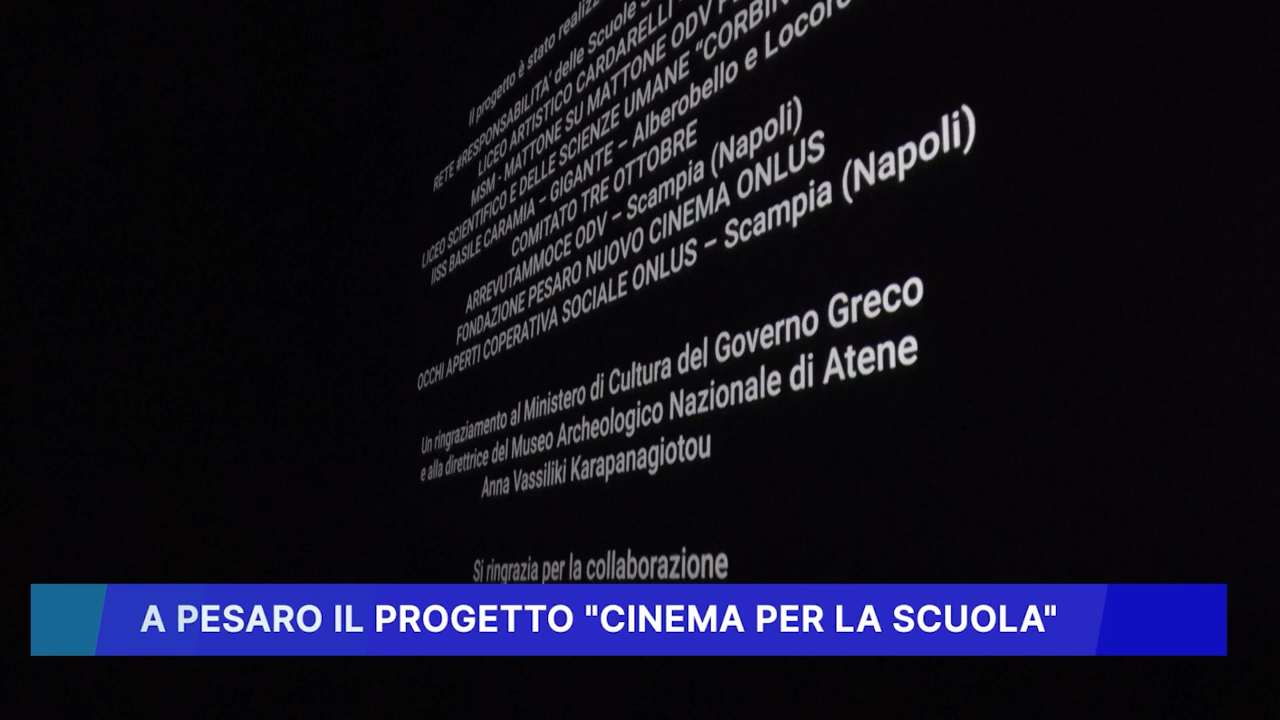 Il progetto è stato realizz
RETE #RESPONSABILITA' delle Scuole
LICEO ARTISTICO CARDARELLI
MSM - MATTONE SU MATTONE ODV
LICEO SCIENTIFICO E DELLE SCIENZE UMANE “CORBIN
IISS BASILE CARAMIA – GIGANTE – Alberobello e Locoro
COMITATO TRE OTTOBRE
ARREVUTAMMOCE ODV – Scampia (Napoli)
FONDAZIONE PESARO NUOVO CINEMA ONLUS
OCCHI APERTI COPERATIVA SOCIALE ONLUS – Scampia (Napoli)
Un ringraziamento al Ministero di Cultura del Governo Greco
e alla direttrice del Museo Archeologico Nazionale di Atene
Anna Vassiliki Karapanagiotou
Si ringrazia per la collaborazione
A PESARO IL PROGETTO "CINEMA PER LA SCUOLA"